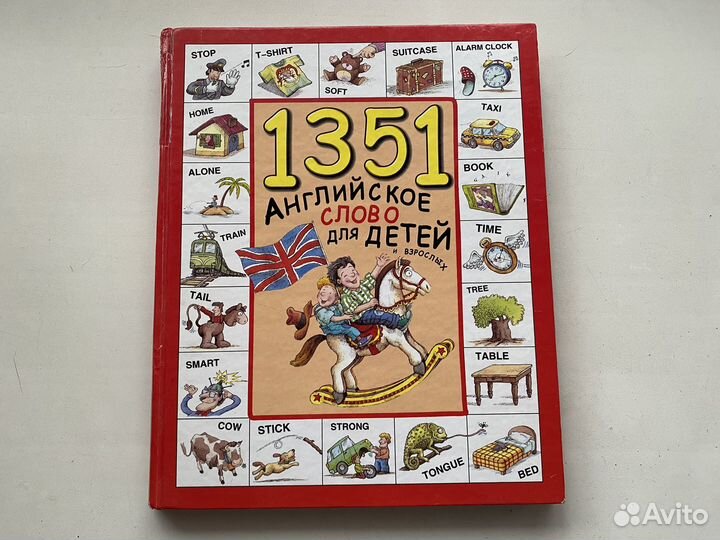 STOP
T-SHIRT
SOFT
SUITCASE
ALARM CLOCK
HOME
TAXI
ALONE
BOOK
TRAIN
TIME
TAIL
TREE
SMART
TABLE
COW
STICK
STRONG
TONGUE
BED
1351
АНГЛИЙСКОЕ
СЛОВО
ДЛЯ ДЕТЕЙ
И ВЗРОСЛЫХ
Avito